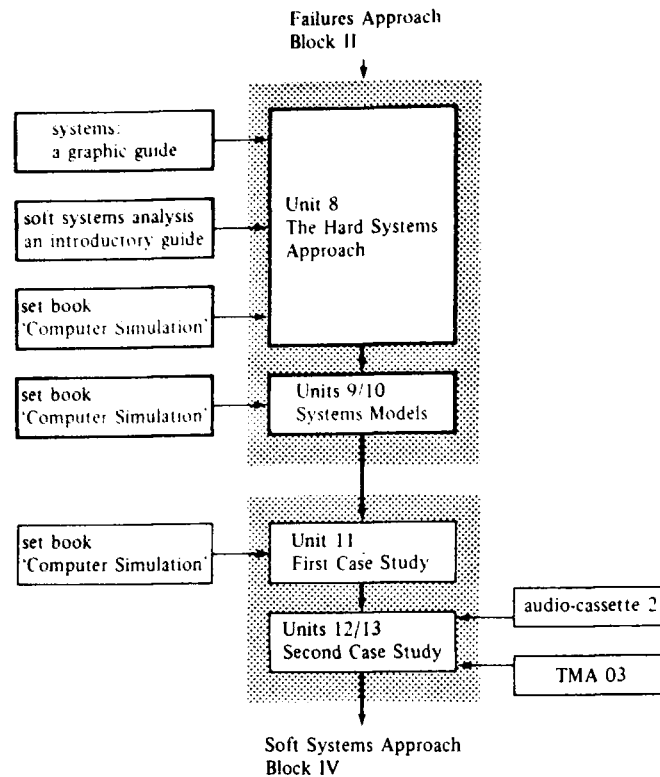 Failures Approach
Block II
systems:
a graphic guide
soft systems analysis
an introductory guide
set book
'Computer Simulation'
Unit 8
The Hard Systems
Approach
set book
'Computer Simulation'
Units 9/10
Systems Models
set book
'Computer Simulation'
Unit 11
First Case Study
Units 12/13
Second Case Study
audio-cassette 2
TMA 03
Soft Systems Approach
Block IV